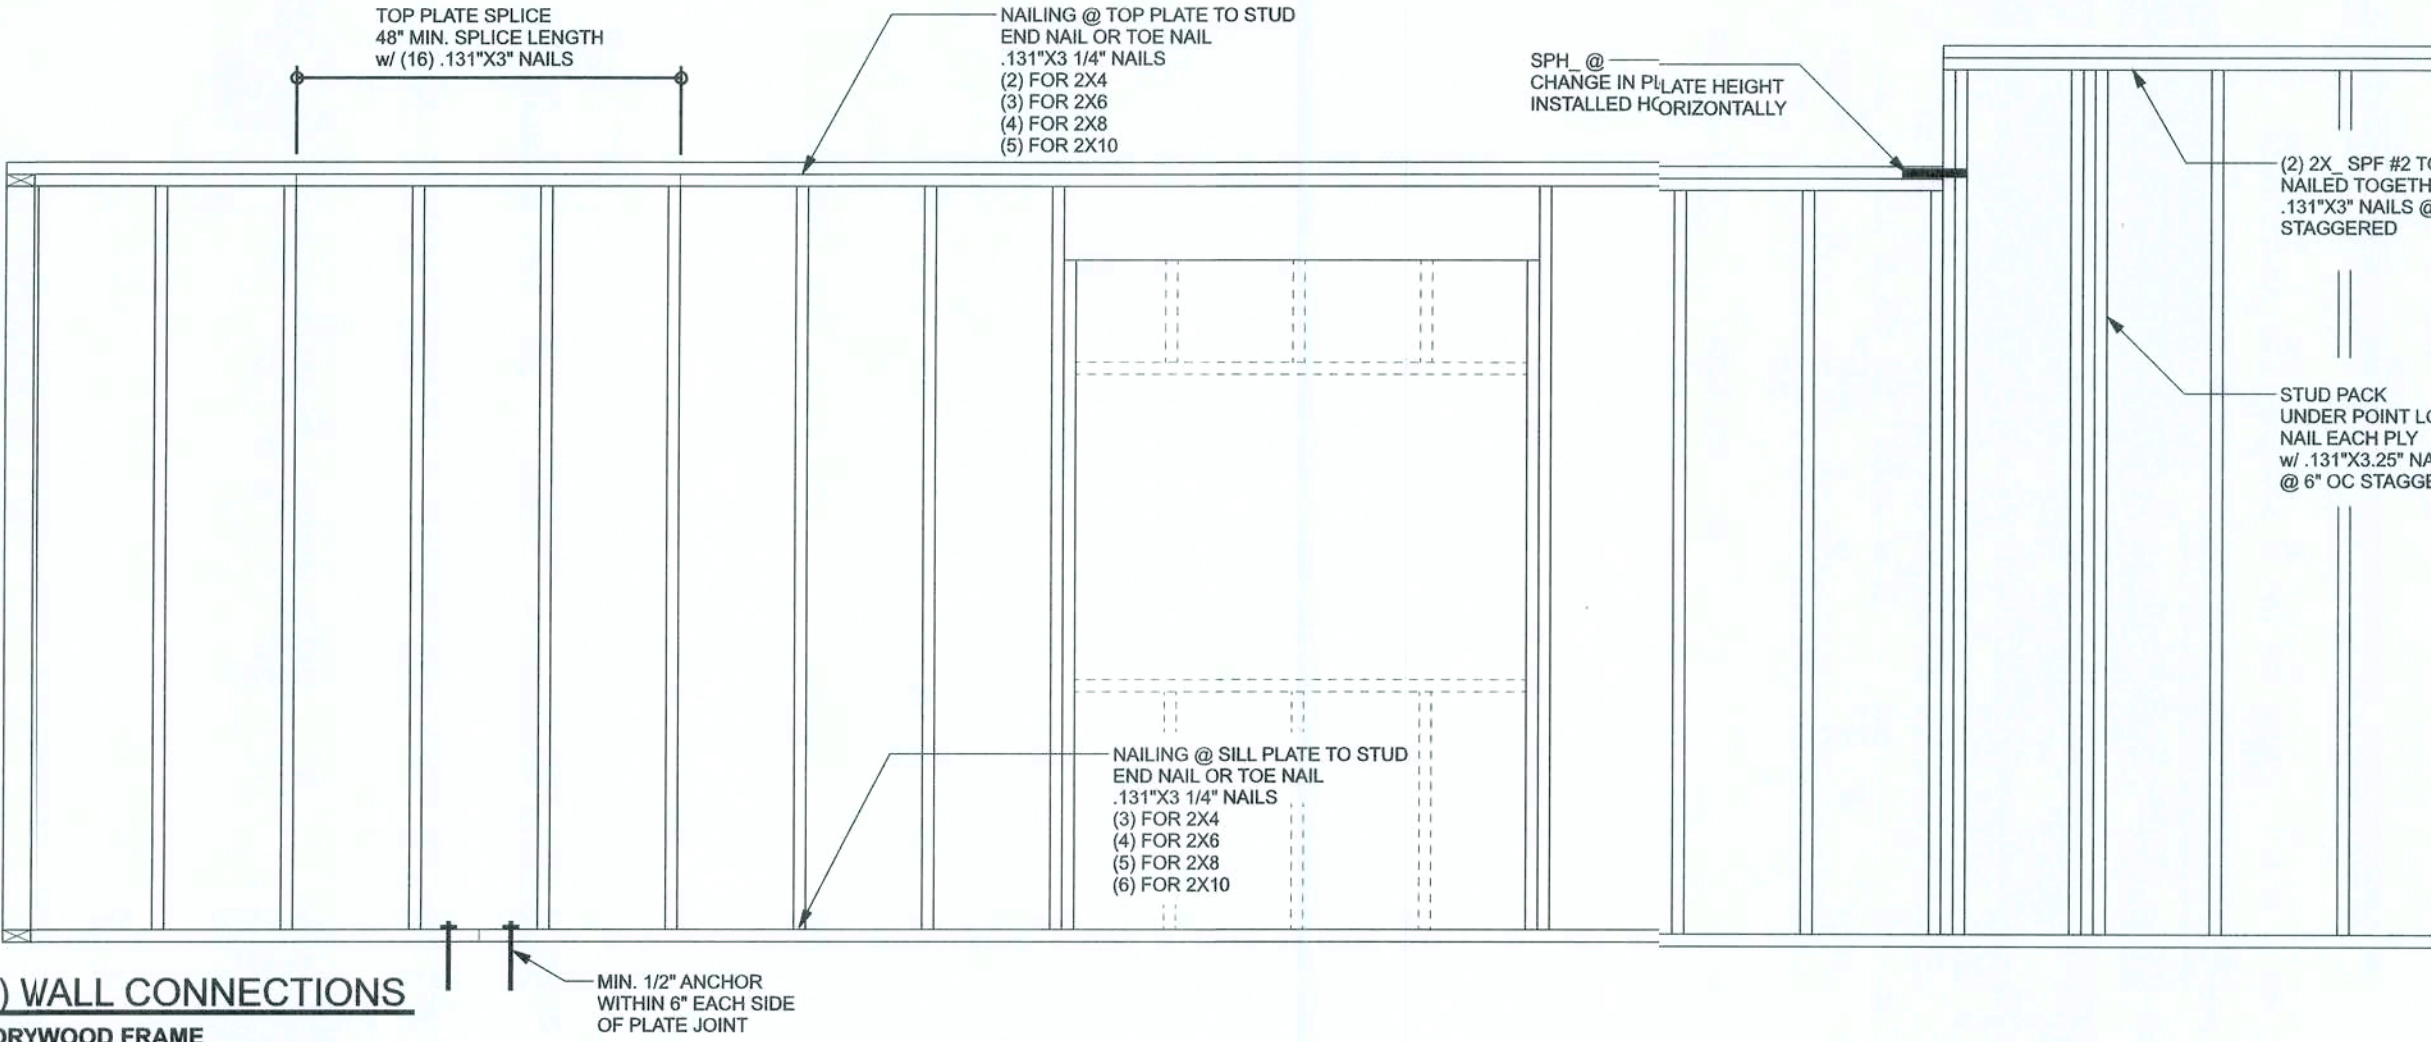 TOP PLATE SPLICE
48" MIN. SPLICE LENGTH
w/ (16) .131"X3" NAILS
NAILING @ TOP PLATE TO STUD
END NAIL OR TOE NAIL
.131"X3 1/4" NAILS
(2) FOR 2X4
(3) FOR 2X6
(4) FOR 2X8
(5) FOR 2X10
SPH_ @
CHANGE IN PLATE HEIGHT
INSTALLED HORIZONTALLY
(2) 2X_ SPF #2
NAILED
.131"X3" NAILS @
STAGGERED
STUD PACK
UNDER POINT
NAIL EACH PLY
w/ .131"X3.25"
@ 6" OC
NAILING @ SILL PLATE TO STUD
END NAIL OR TOE NAIL
.131"X3 1/4" NAILS
(3) FOR 2X4
(4) FOR 2X6
(5) FOR 2X8
(6) FOR 2X10
MIN. 1/2" ANCHOR
WITHIN 6" EACH SIDE
OF PLATE JOINT
) WALL CONNECTIONS
FRAME